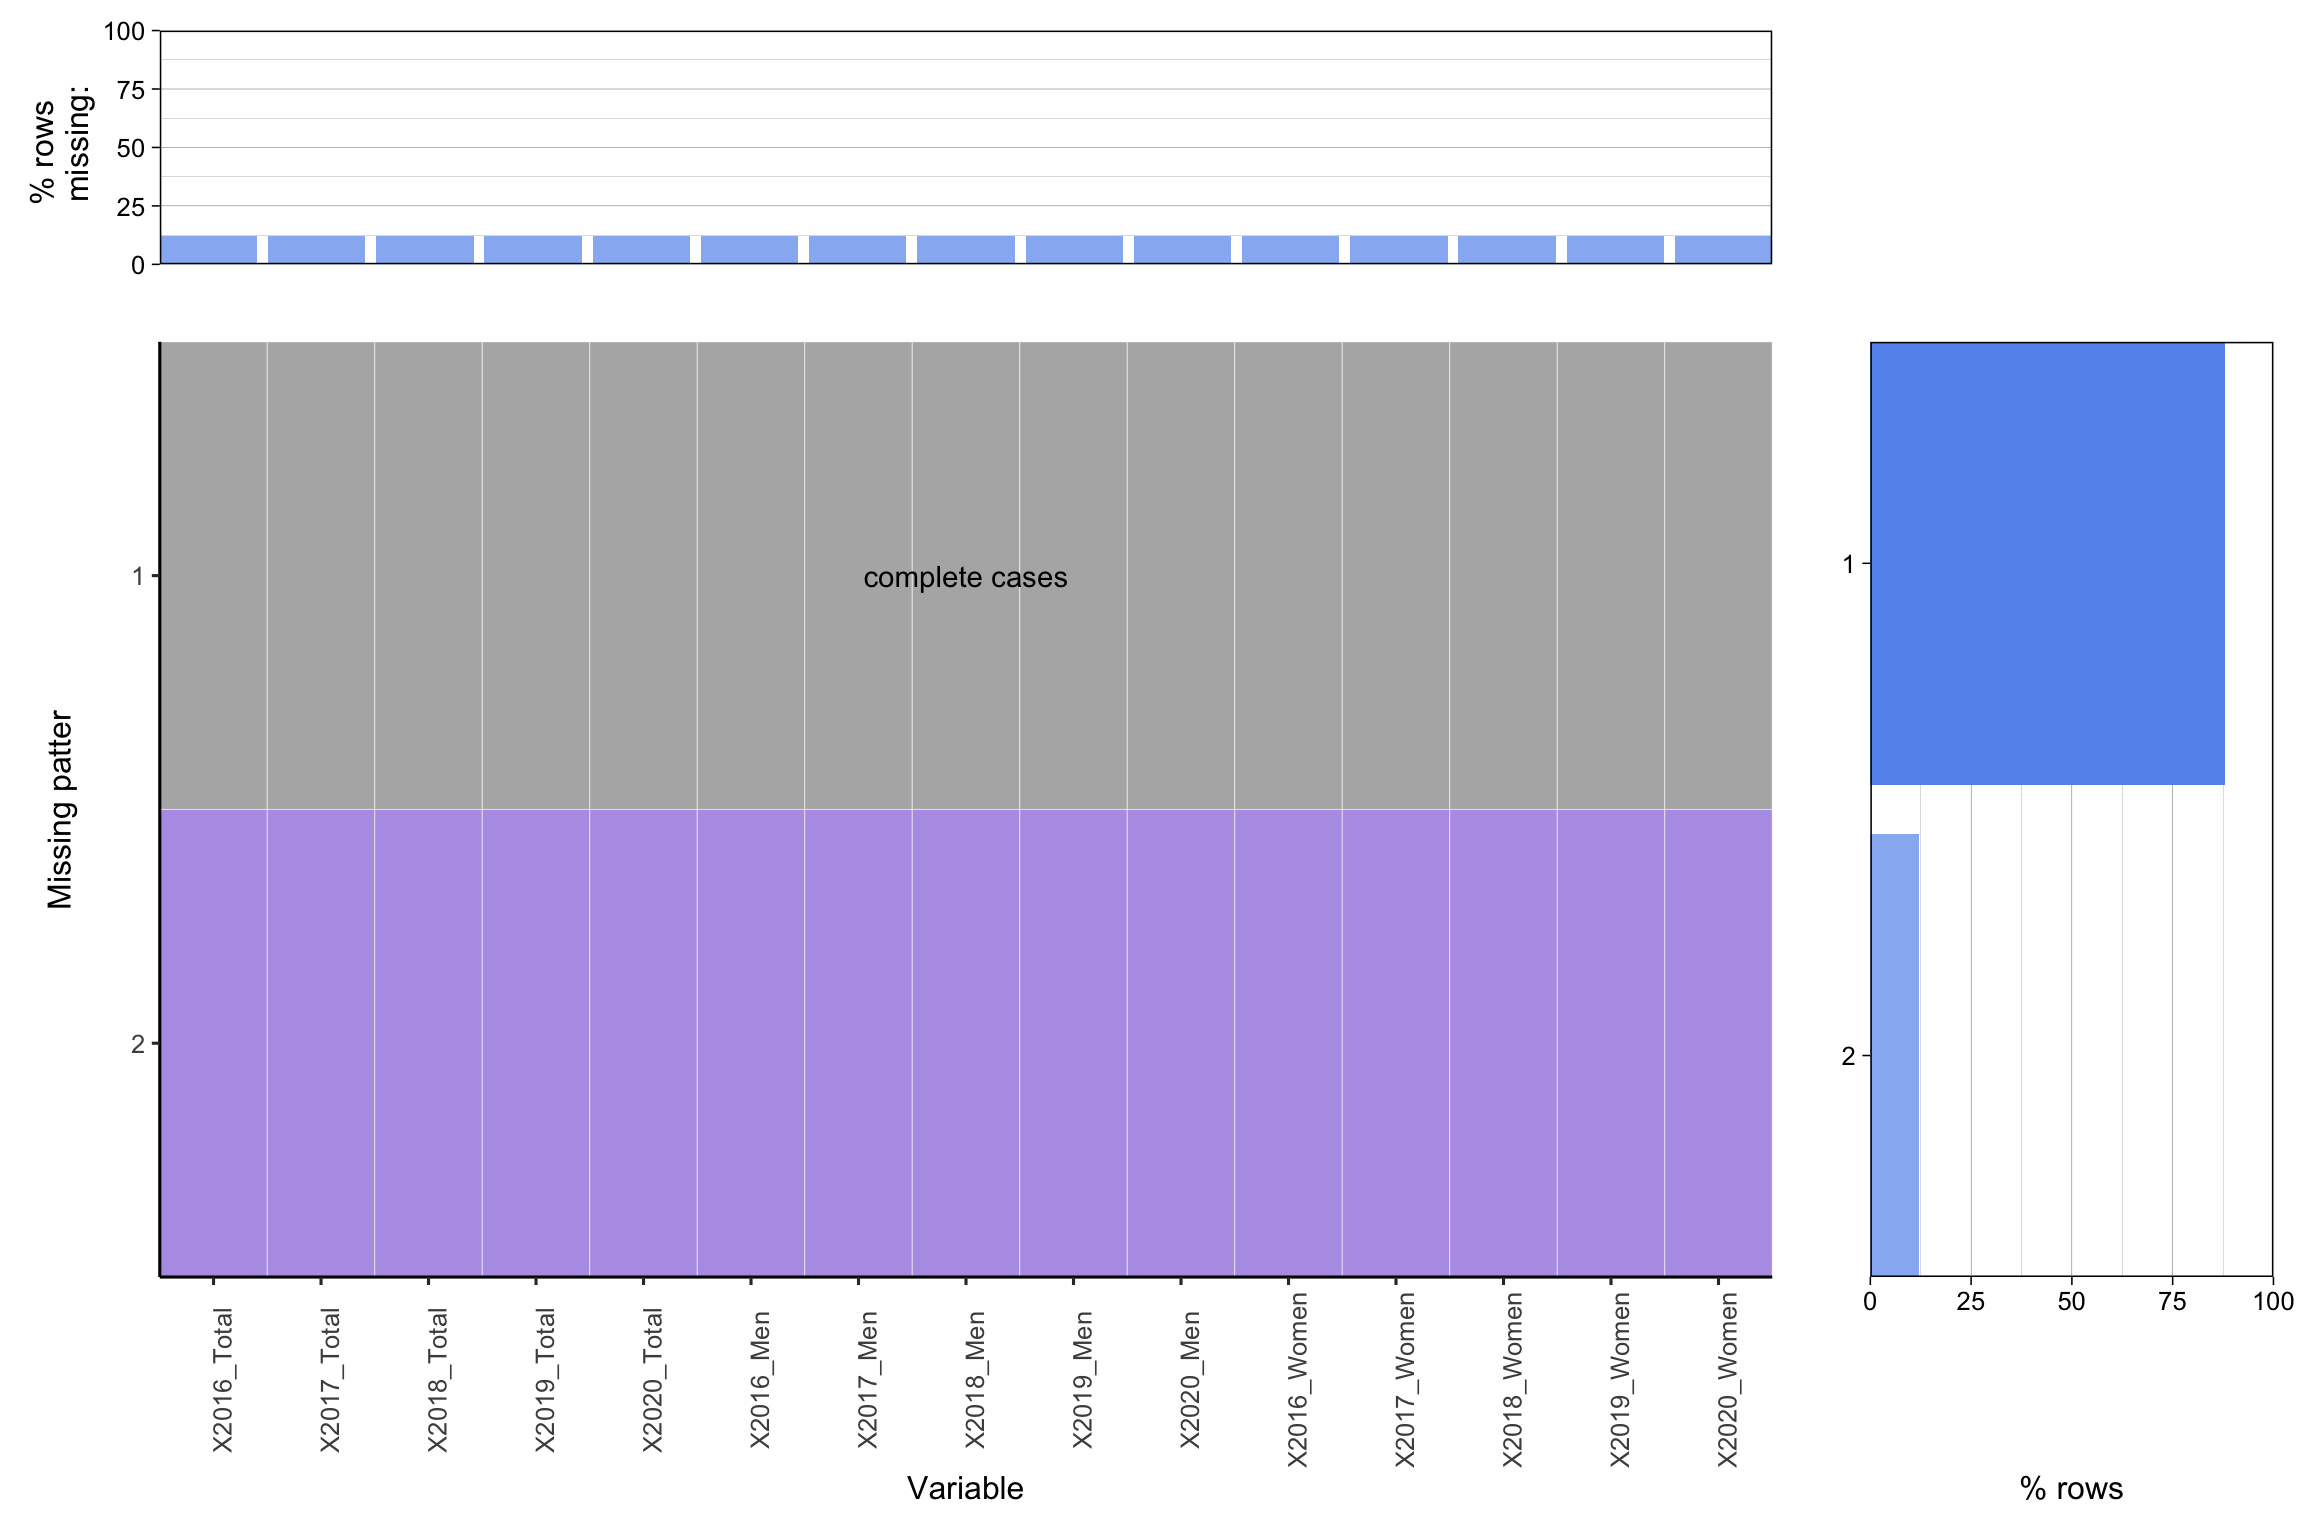 % rows
missing:
100
75
50
25
0
Missing patter
1
complete cases
2
X2016_Total
X2017_Total
X2018_Total
X2019_Total
X2020_Total
X2016_Men
X2017_Men
X2018_Men
X2019_Men
X2020_Men
X2016_Women
X2017_Women
X2018_Women
X2019_Women
X2020_Women
Variable
1
2
0 25 50 75 100
% rows